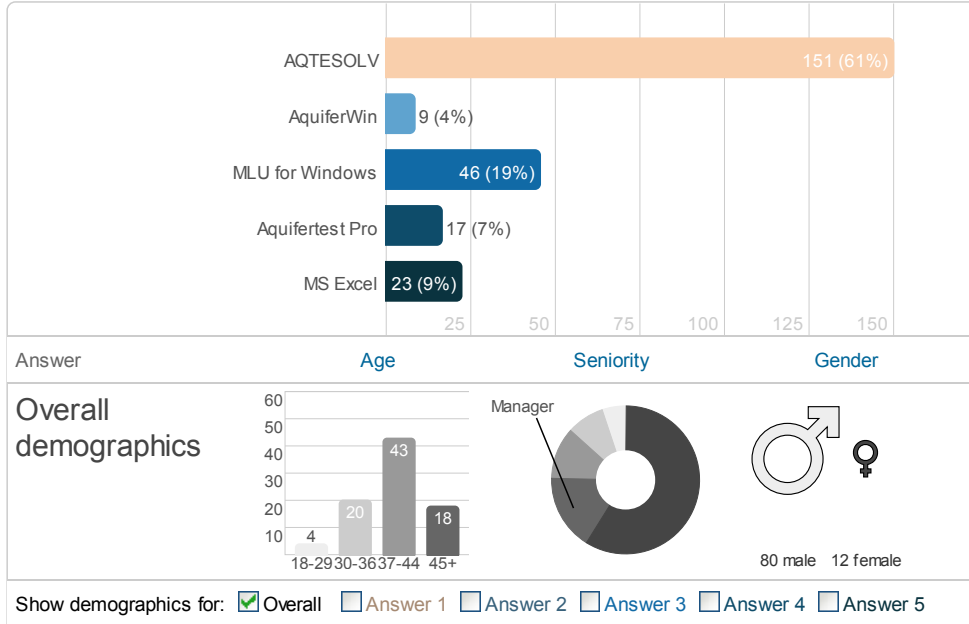 AQTESOLV
151 (61%)
AquiferWin
9 (4%)
MLU for Windows
46 (19%)
Aquifertest Pro
17 (7%)
MS Excel
23 (9%)
25 50 75 100 125 150
Answer Age Seniority Gender
Overall
demographics
60
50
40
30
20
10
4
20
43
18
18-29 30-36 37-44 45+
Manager
80 male 12 female
Show demographics for: Overall Answer 1 Answer 2 Answer 3 Answer 4 Answer 5